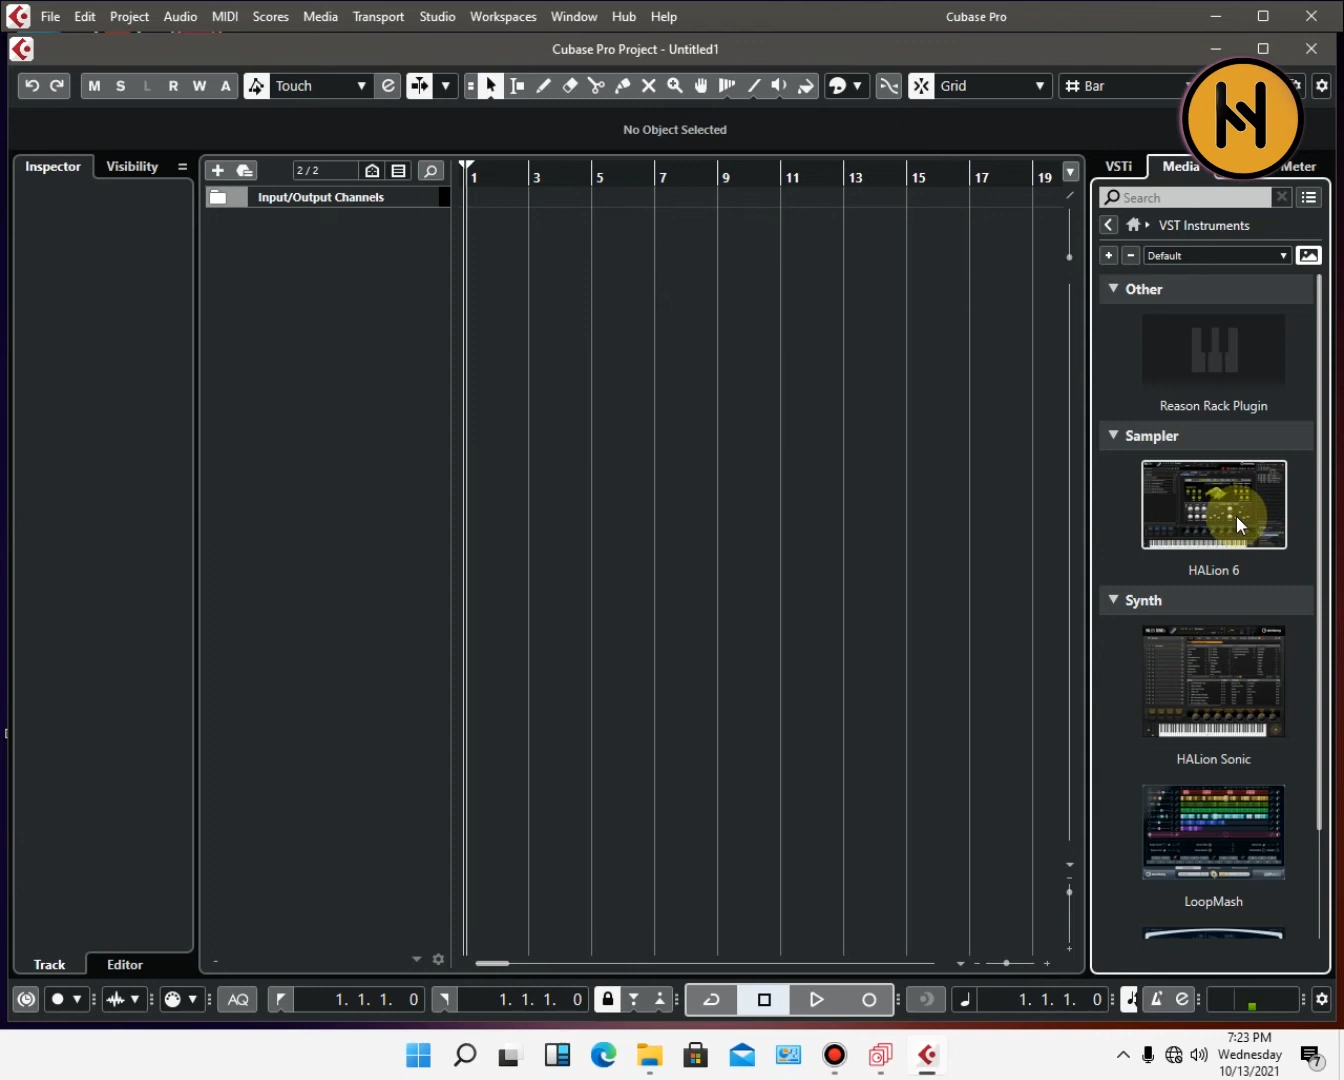 File Edit Project Audio MIDI Scores Media Transport Studio Workspaces Window Hub Help Cubase Pro
Cubase Pro Project - Untitled1
M S L R W A Touch Grid Bar
No Object Selected
Inspector Visibility 2 / 2 1 3 5 7 9 11 13 15 17 19 VSTi Media Meter
Input/Output Channels
Search
VST Instruments
+ - Default
Other
Reason Rack Plugin
Sampler
HALion 6
Synth
HALion Sonic
LoopMash
Track Editor
AQ 1. 1. 1. 0 1. 1. 1. 0 1. 1. 1. 0
7:23 PM
Wednesday
10/13/2021
7